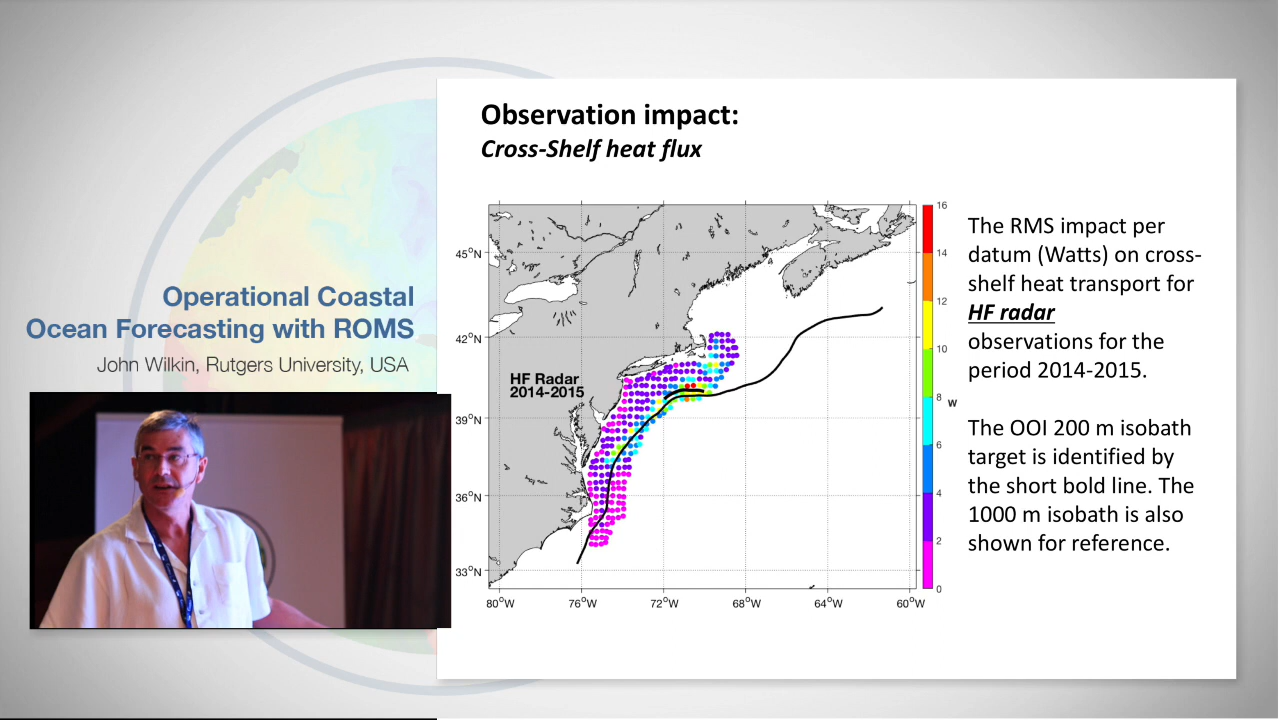 Observation impact:
Cross-Shelf heat flux
Operational Coastal
Ocean Forecasting with ROMS
John Wilkin, Rutgers University, USA
HF Radar
2014-2015
45°N
42°N
39°N
36°N
33°N
80°W
76°W
72°W
68°W
64°W
60°W
16
14
12
10
8
6
4
2
0
W
The RMS impact per
datum (Watts) on cross-
shelf heat transport for
HF radar
observations for the
period 2014-2015.
The OOI 200 m isobath
target is identified by
the short bold line. The
1000 m isobath is also
shown for reference.